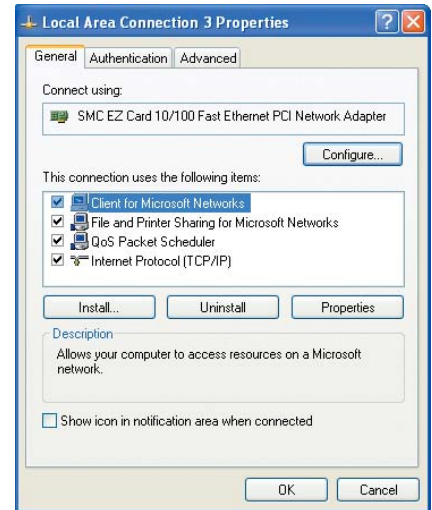 Local Area Connection 3 Properties
General Authentication Advanced
Connect using:
SMC EZ Card 10/100 Fast Ethernet PCI Network Adapter
Configure...
This connection uses the following items:
Client for Microsoft Networks
File and Printer Sharing for Microsoft Networks
QoS Packet Scheduler
Internet Protocol (TCP/IP)
Install... Uninstall Properties
Description
Allows your computer to access resources on a Microsoft
network.
Show icon in notification area when connected
OK Cancel